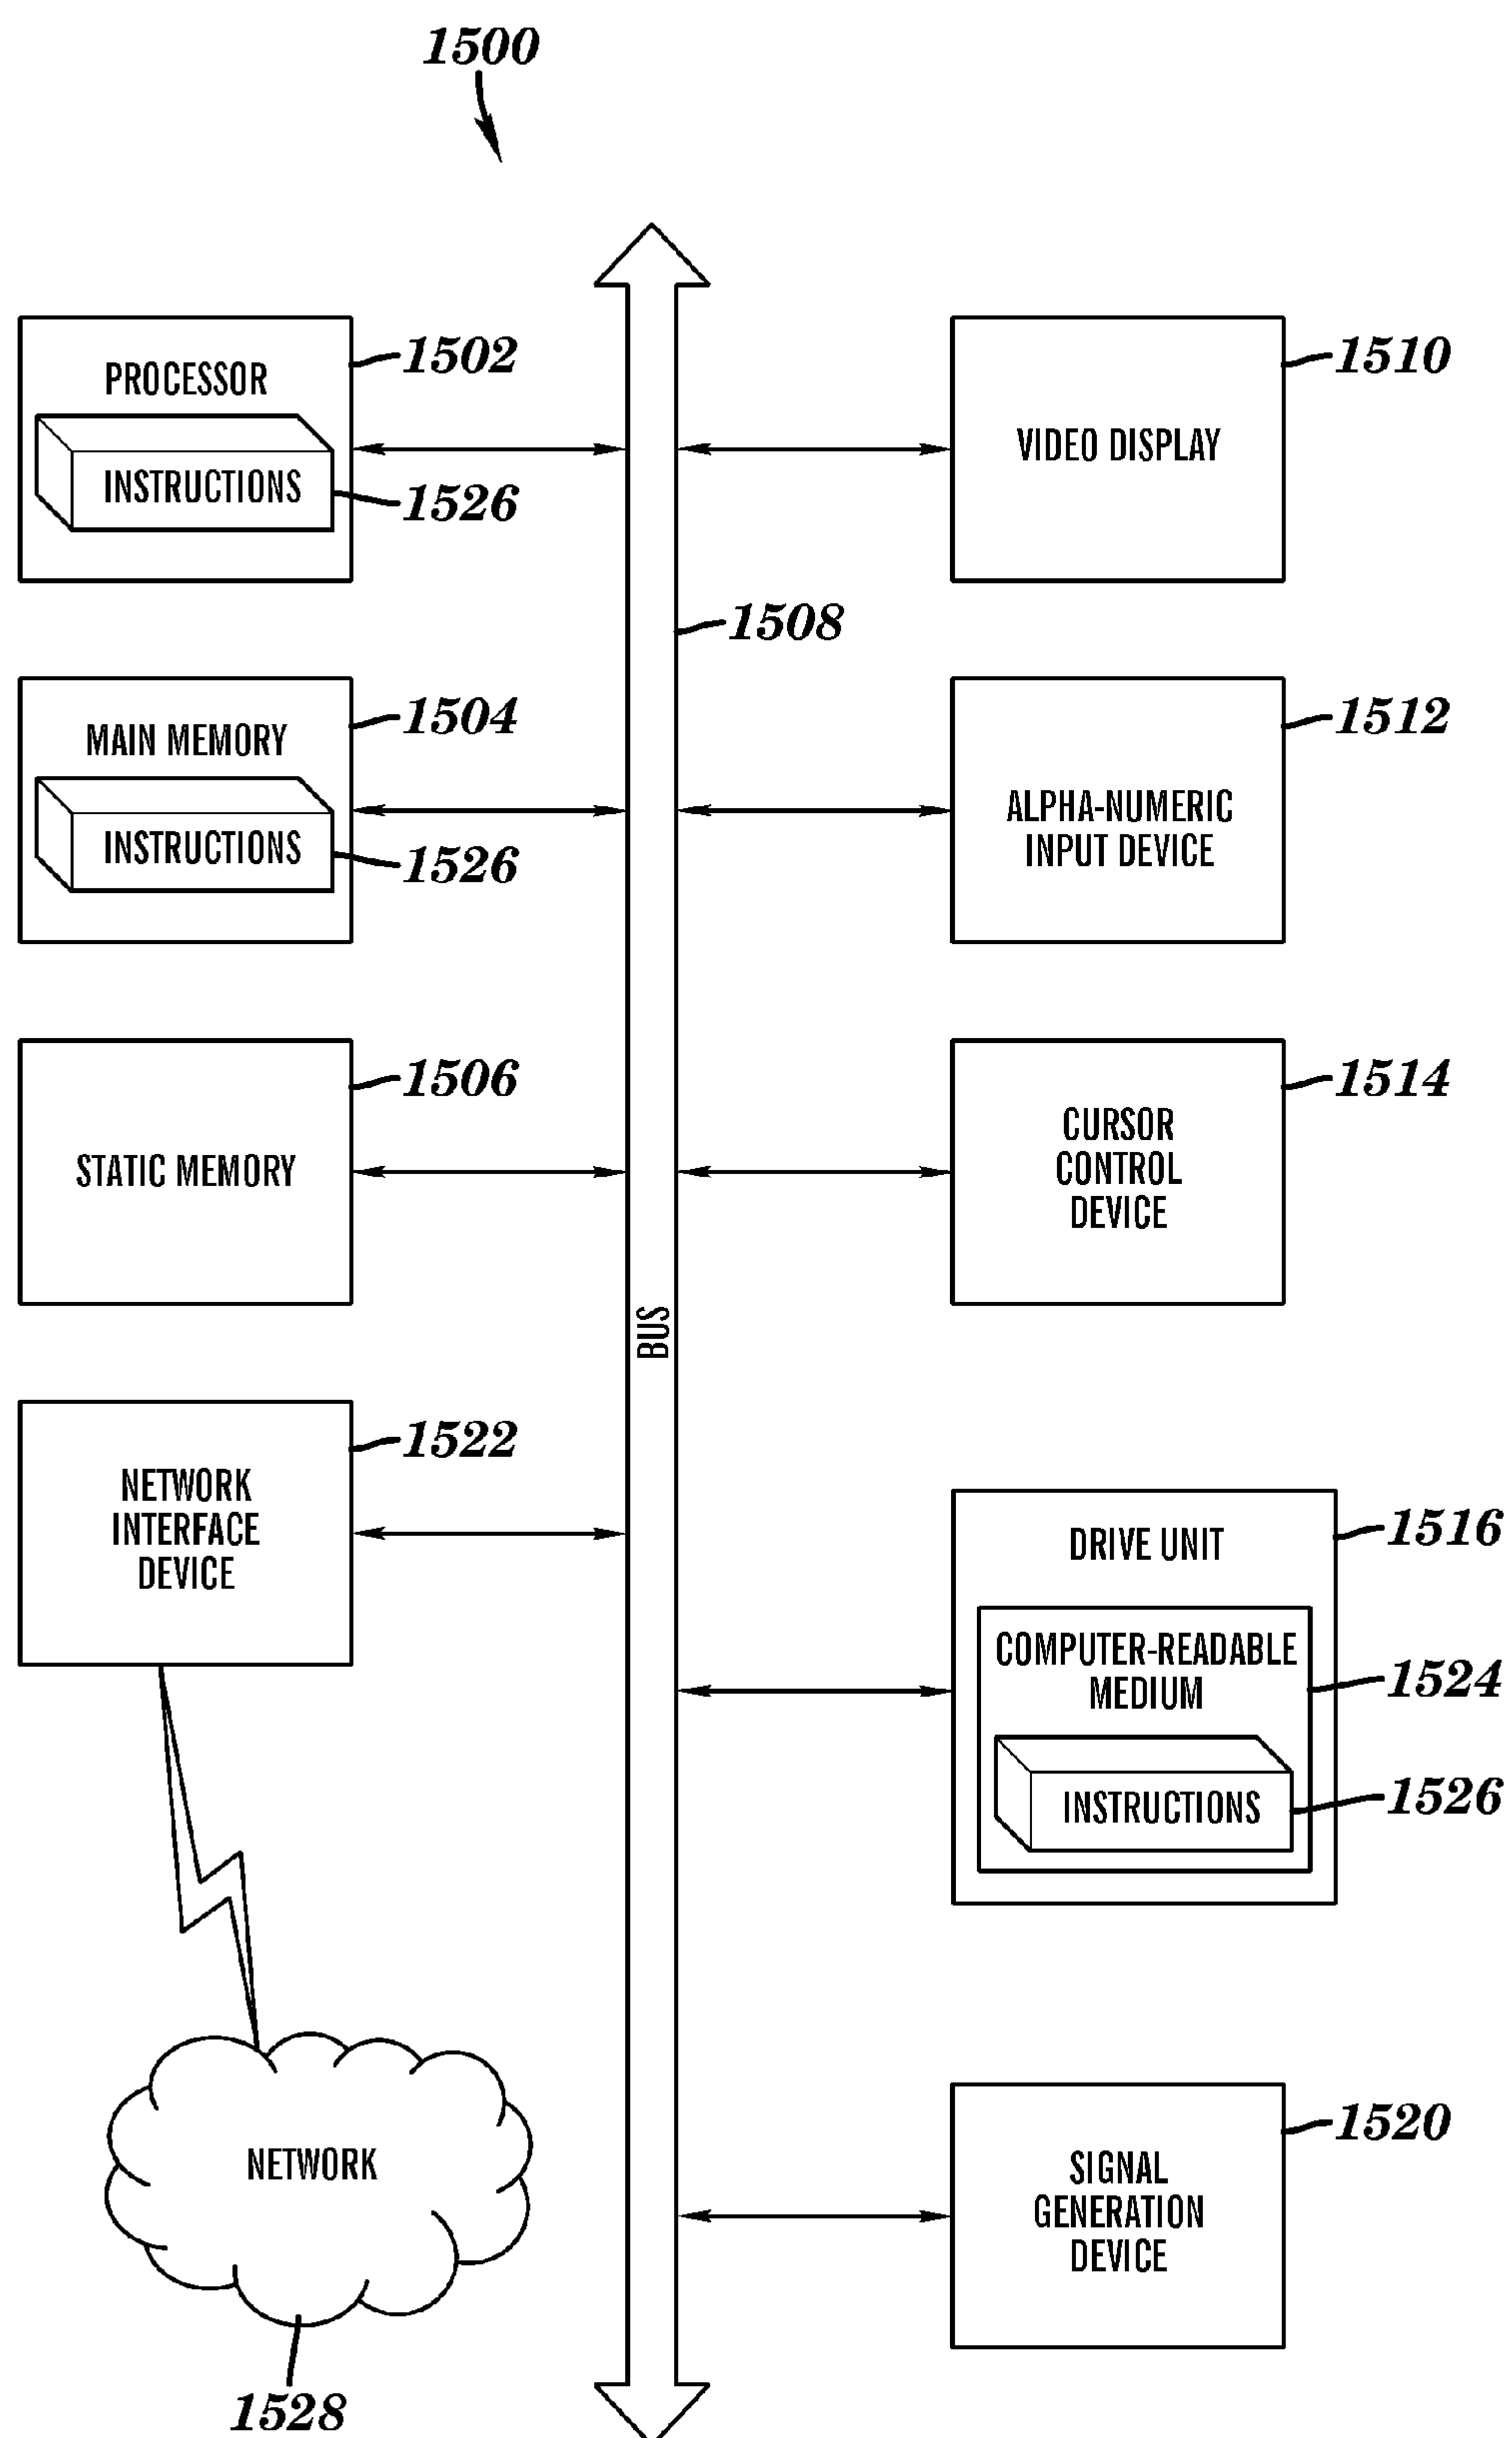 1500
PROCESSOR
1502
INSTRUCTIONS
1526
MAIN MEMORY
1504
INSTRUCTIONS
1526
STATIC MEMORY
1506
NETWORK
INTERFACE
DEVICE
1522
NETWORK
1528
BUS
1508
VIDEO DISPLAY
1510
ALPHA-NUMERIC
INPUT DEVICE
1512
CURSOR
CONTROL
DEVICE
1514
DRIVE UNIT
1516
COMPUTER-READABLE
MEDIUM
1524
INSTRUCTIONS
1526
SIGNAL
GENERATION
DEVICE
1520